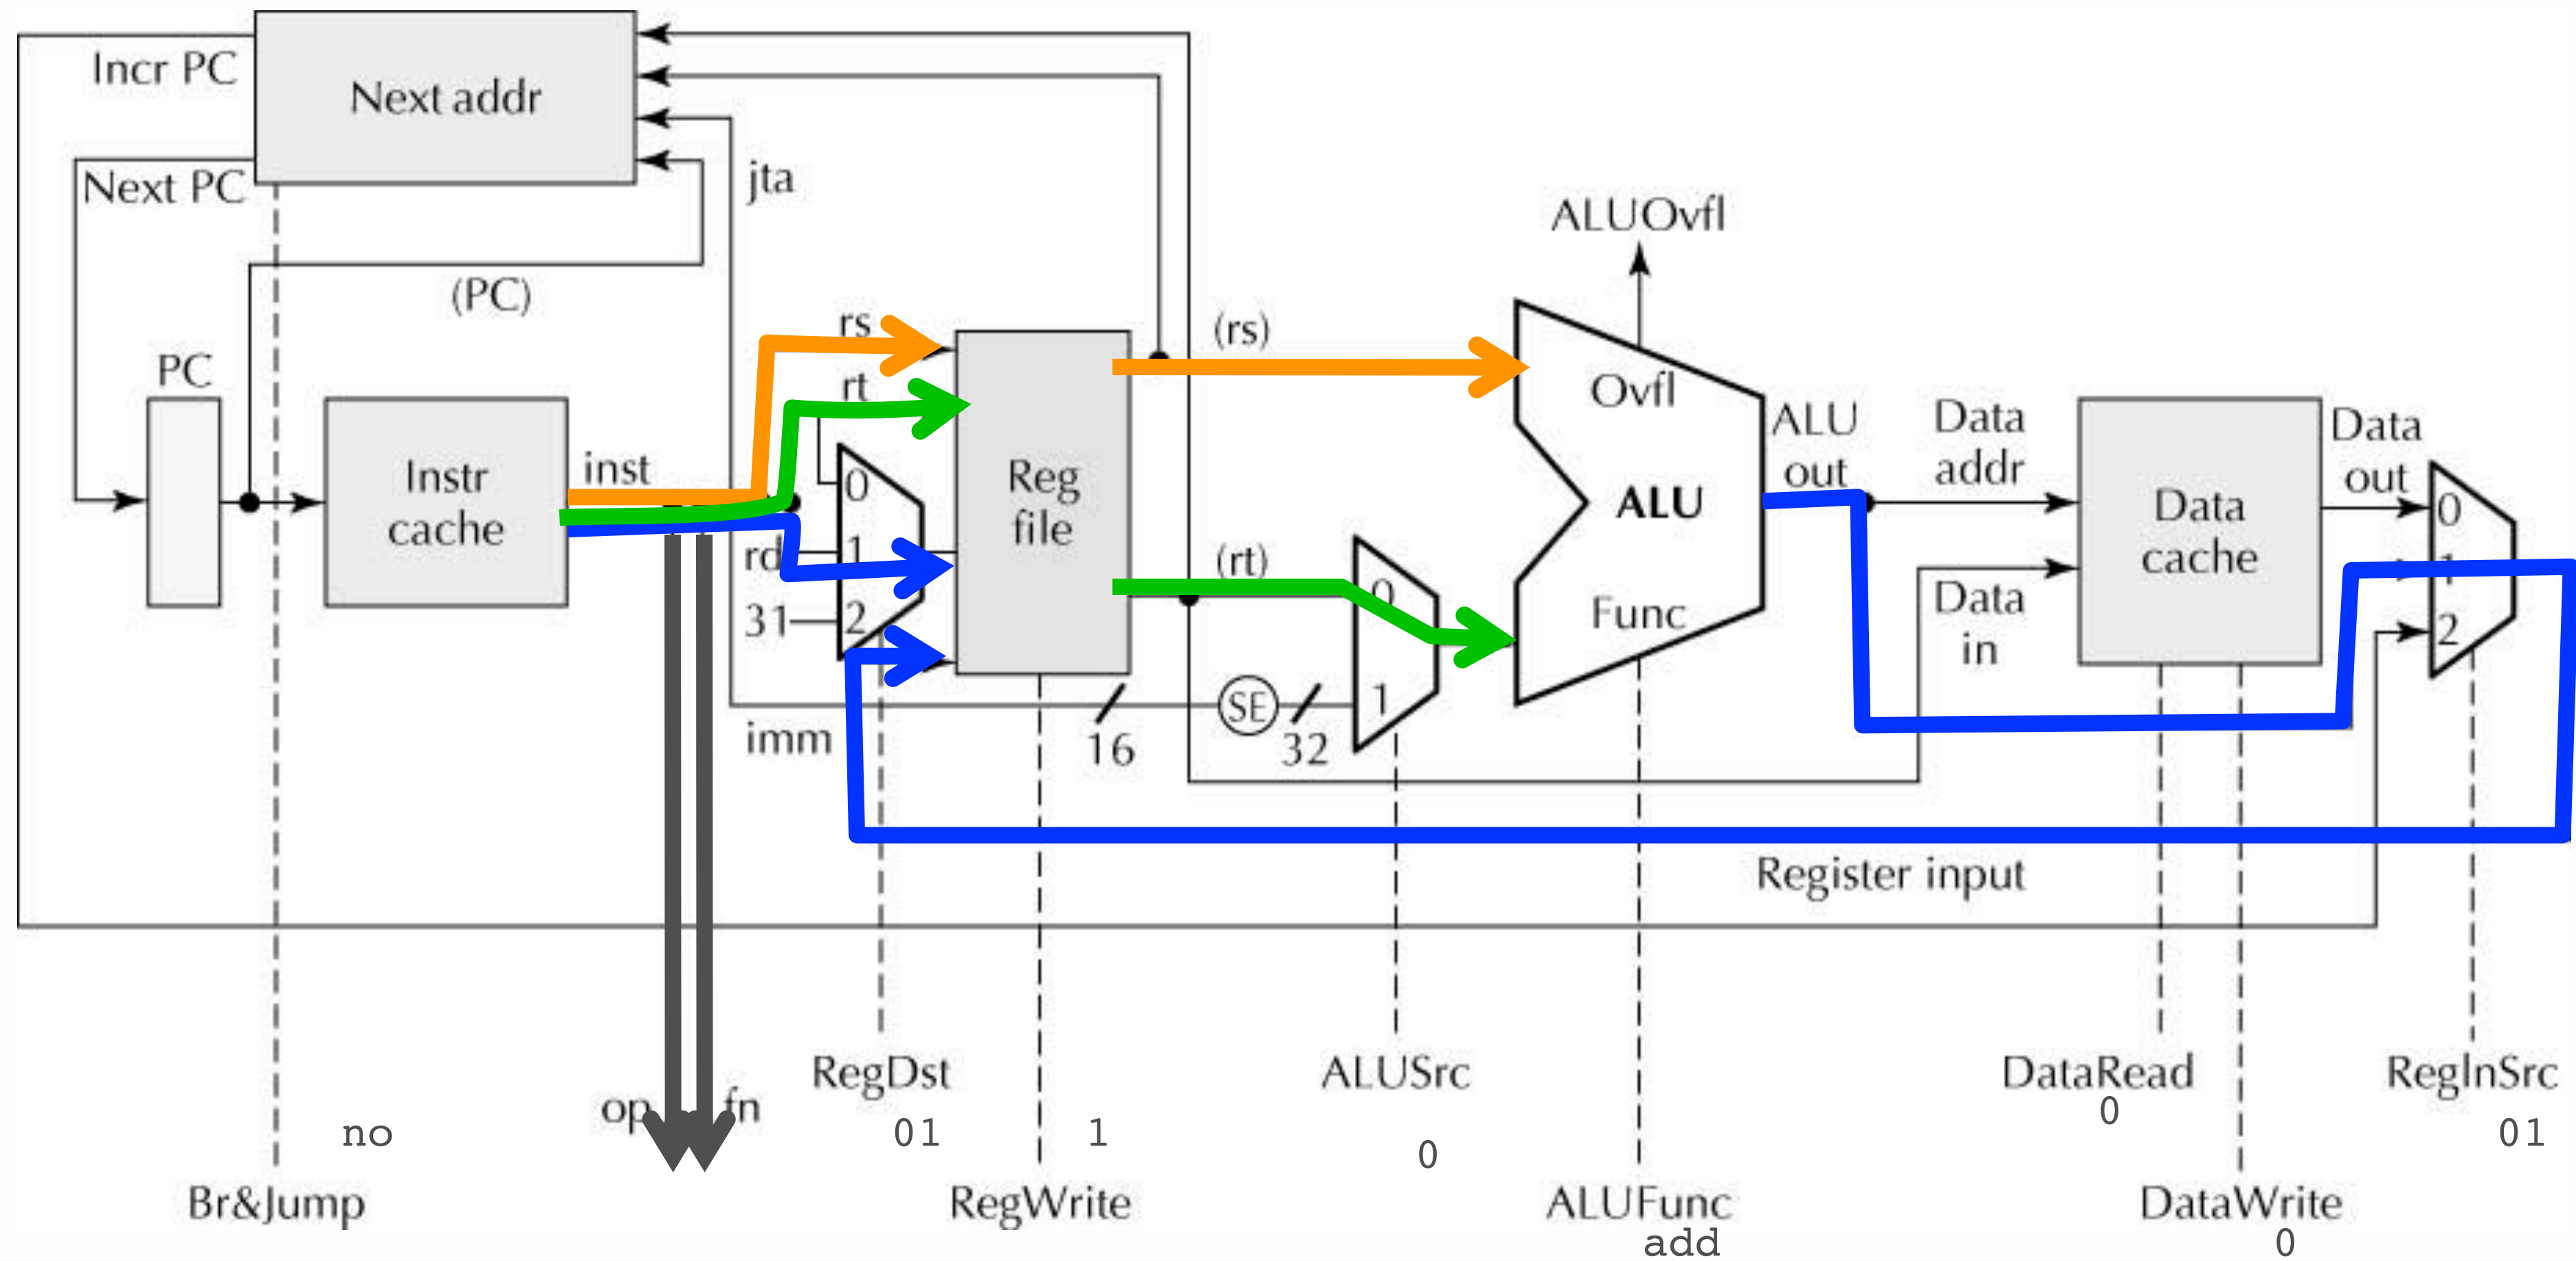 Incr PC
Next addr
Next PC
jta
(PC)
ALUOvfl
rs
(rs)
PC
rt
Ovfl
ALU
out
Data
addr
Data
out
inst
0
Instr
cache
Reg
file
ALU
Data
cache
0
rd
1
(rt)
0
Data
in
1
31
2
Func
2
imm
16
SE
32
1
Register input
RegDst
ALUSrc
DataRead
RegInSrc
op
fn
no
01
1
0
0
01
Br&Jump
RegWrite
ALUFunc
DataWrite
add
0